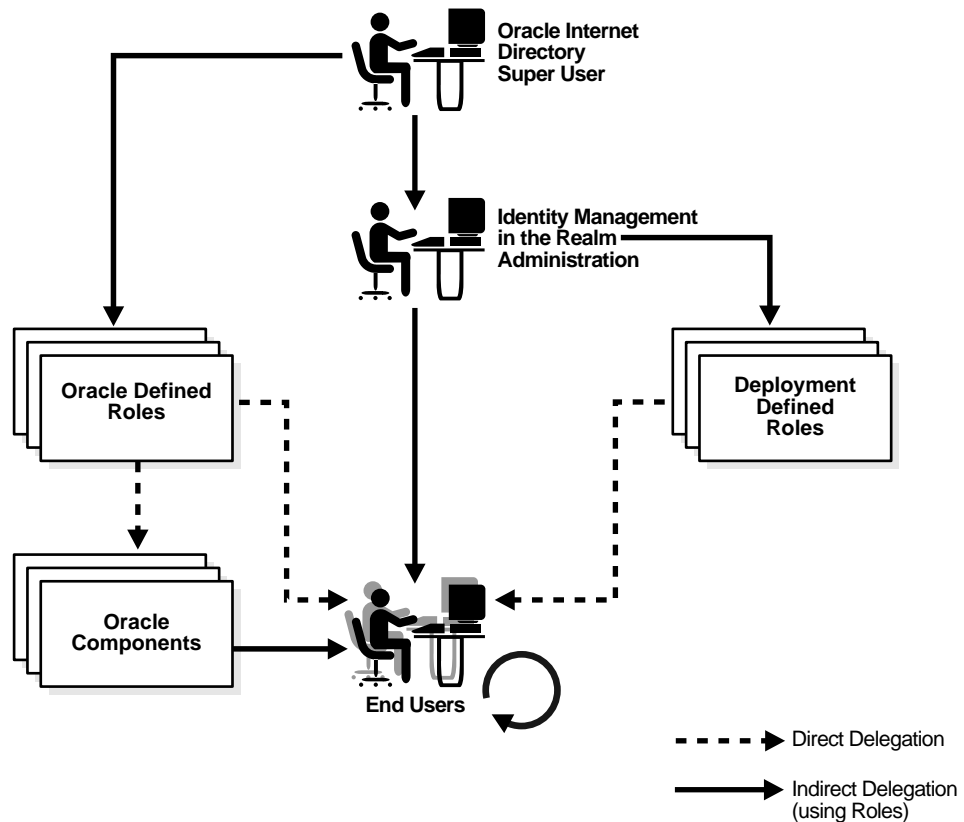 Oracle Internet
Directory
Super User
Identity Management
in the Realm
Administration
Oracle Defined
Roles
Deployment
Defined
Roles
Oracle
Components
End Users
Direct Delegation
Indirect Delegation
(using Roles)